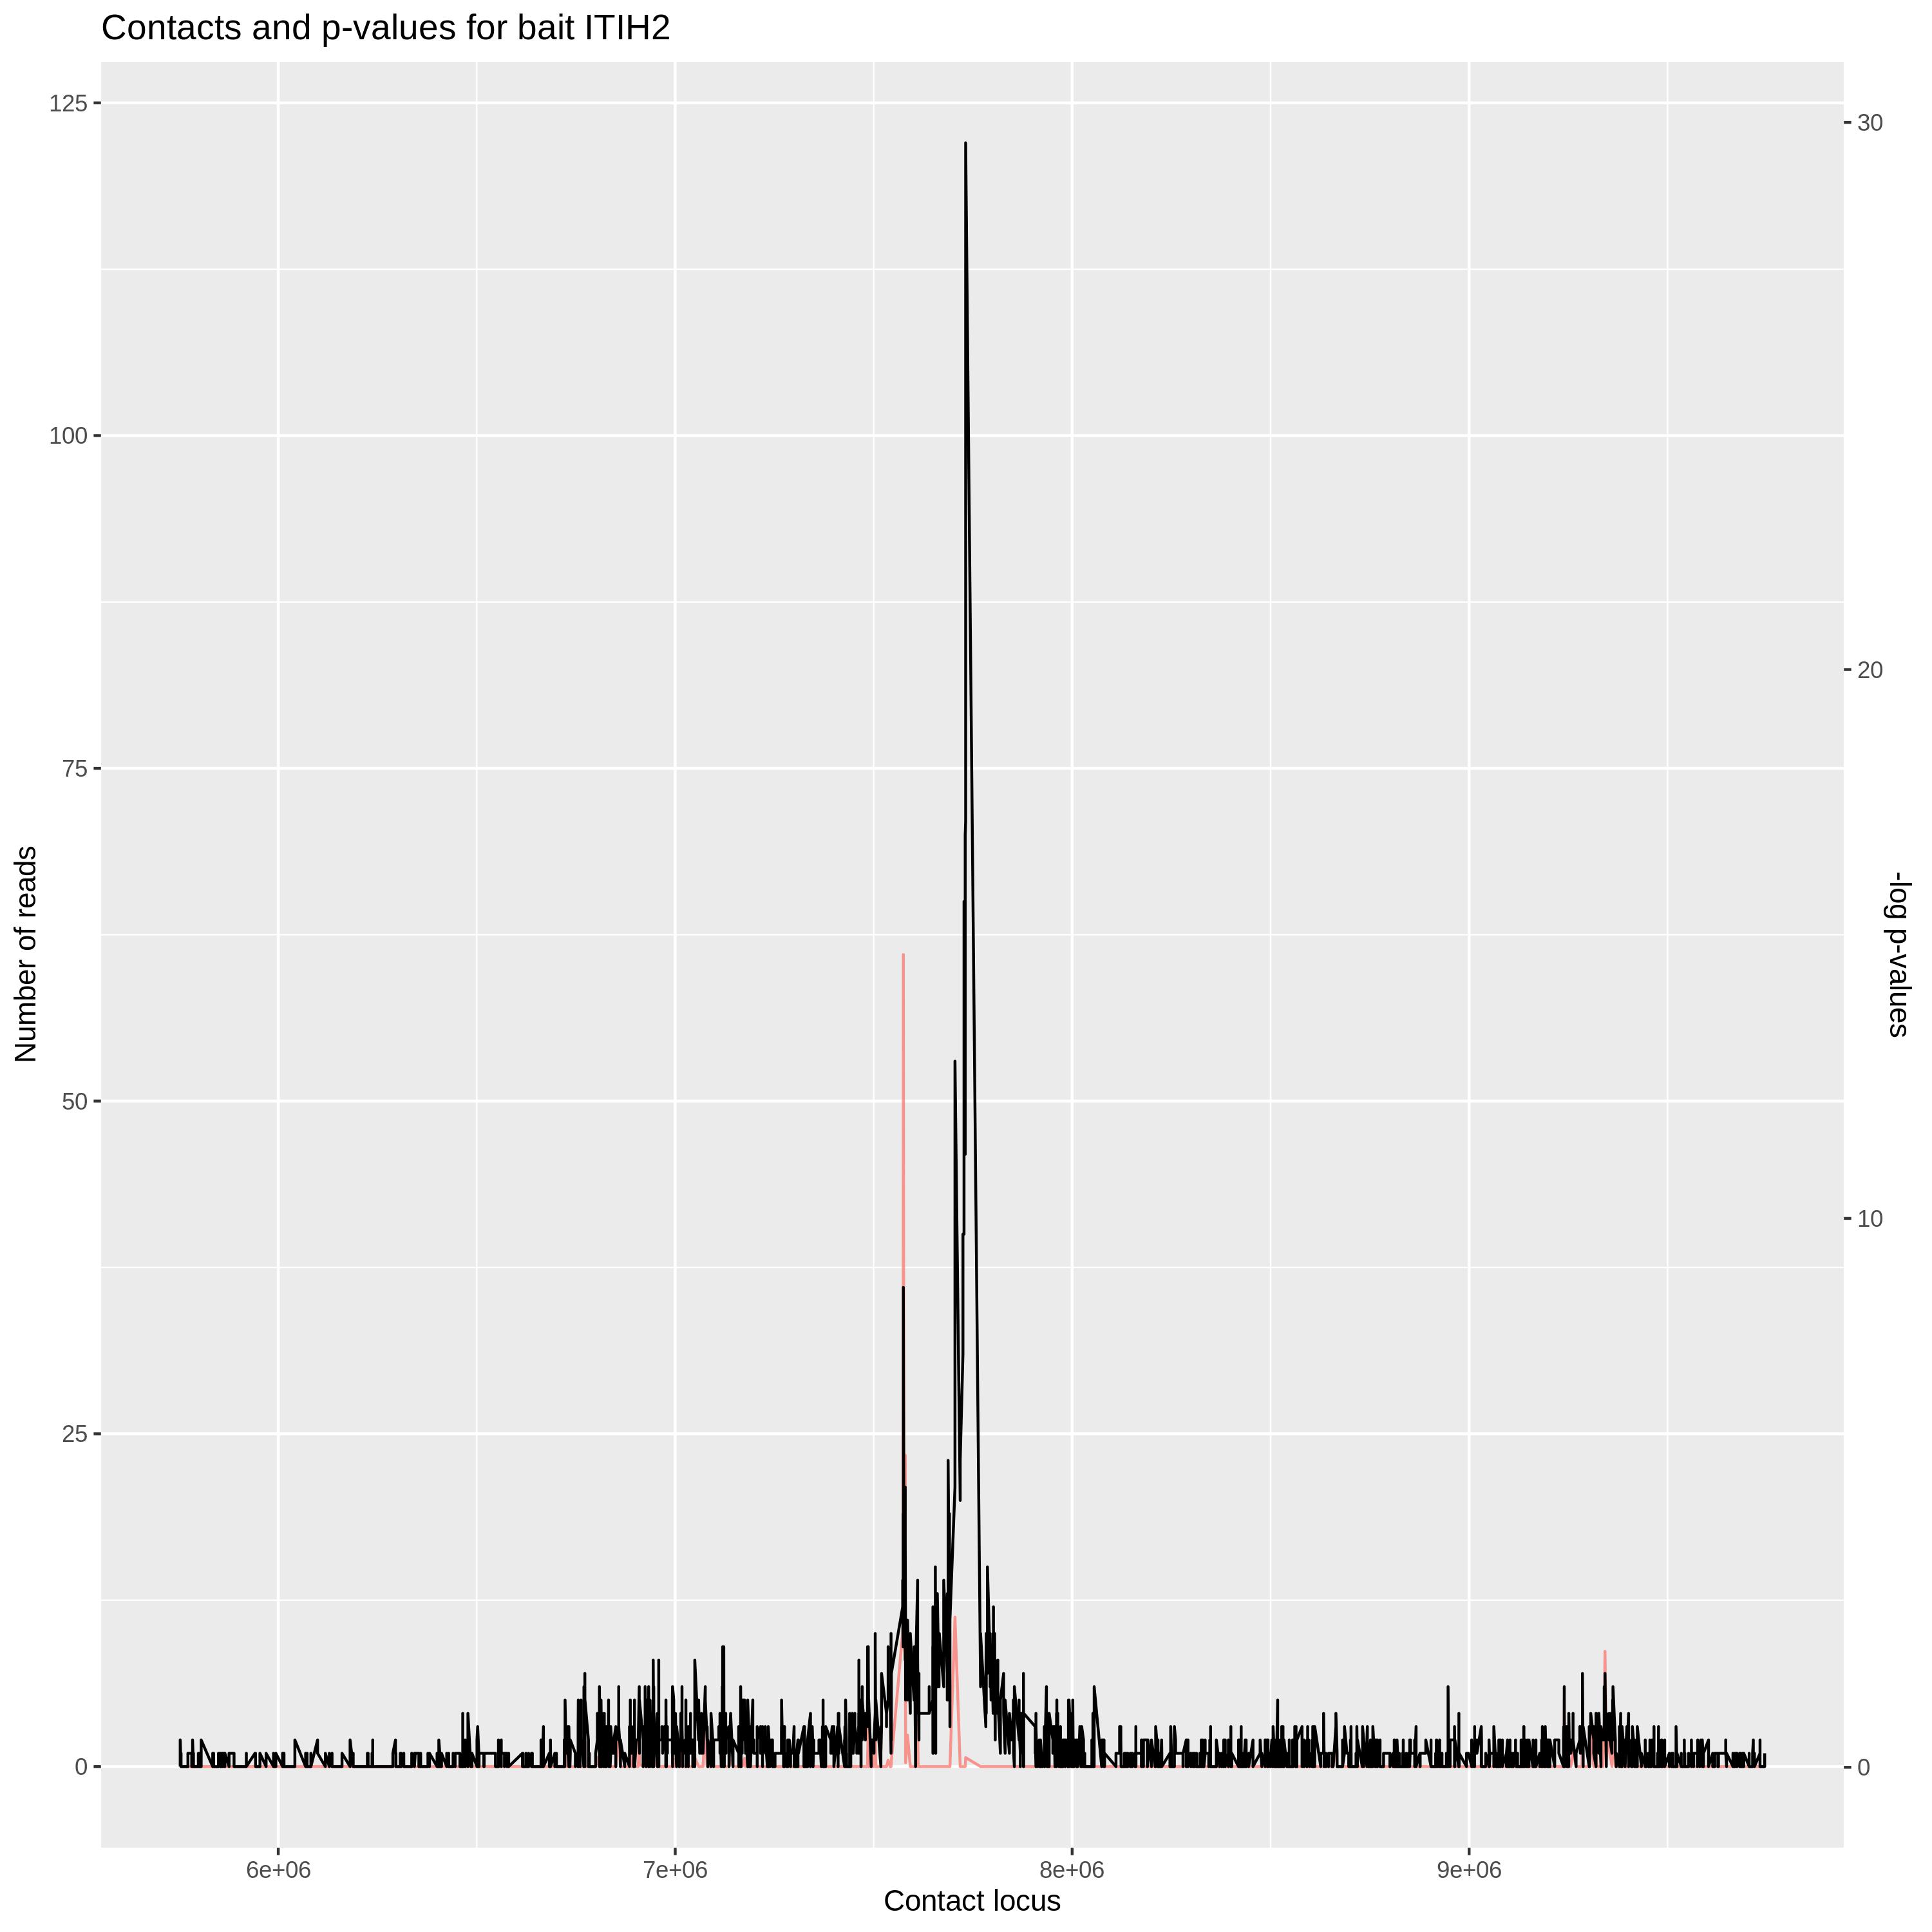 Contacts and p-values for bait ITIH2
125
100
75
50
25
0
30
20
10
0
Number of reads
-log p-values
6e+06
7e+06
8e+06
9e+06
Contact locus